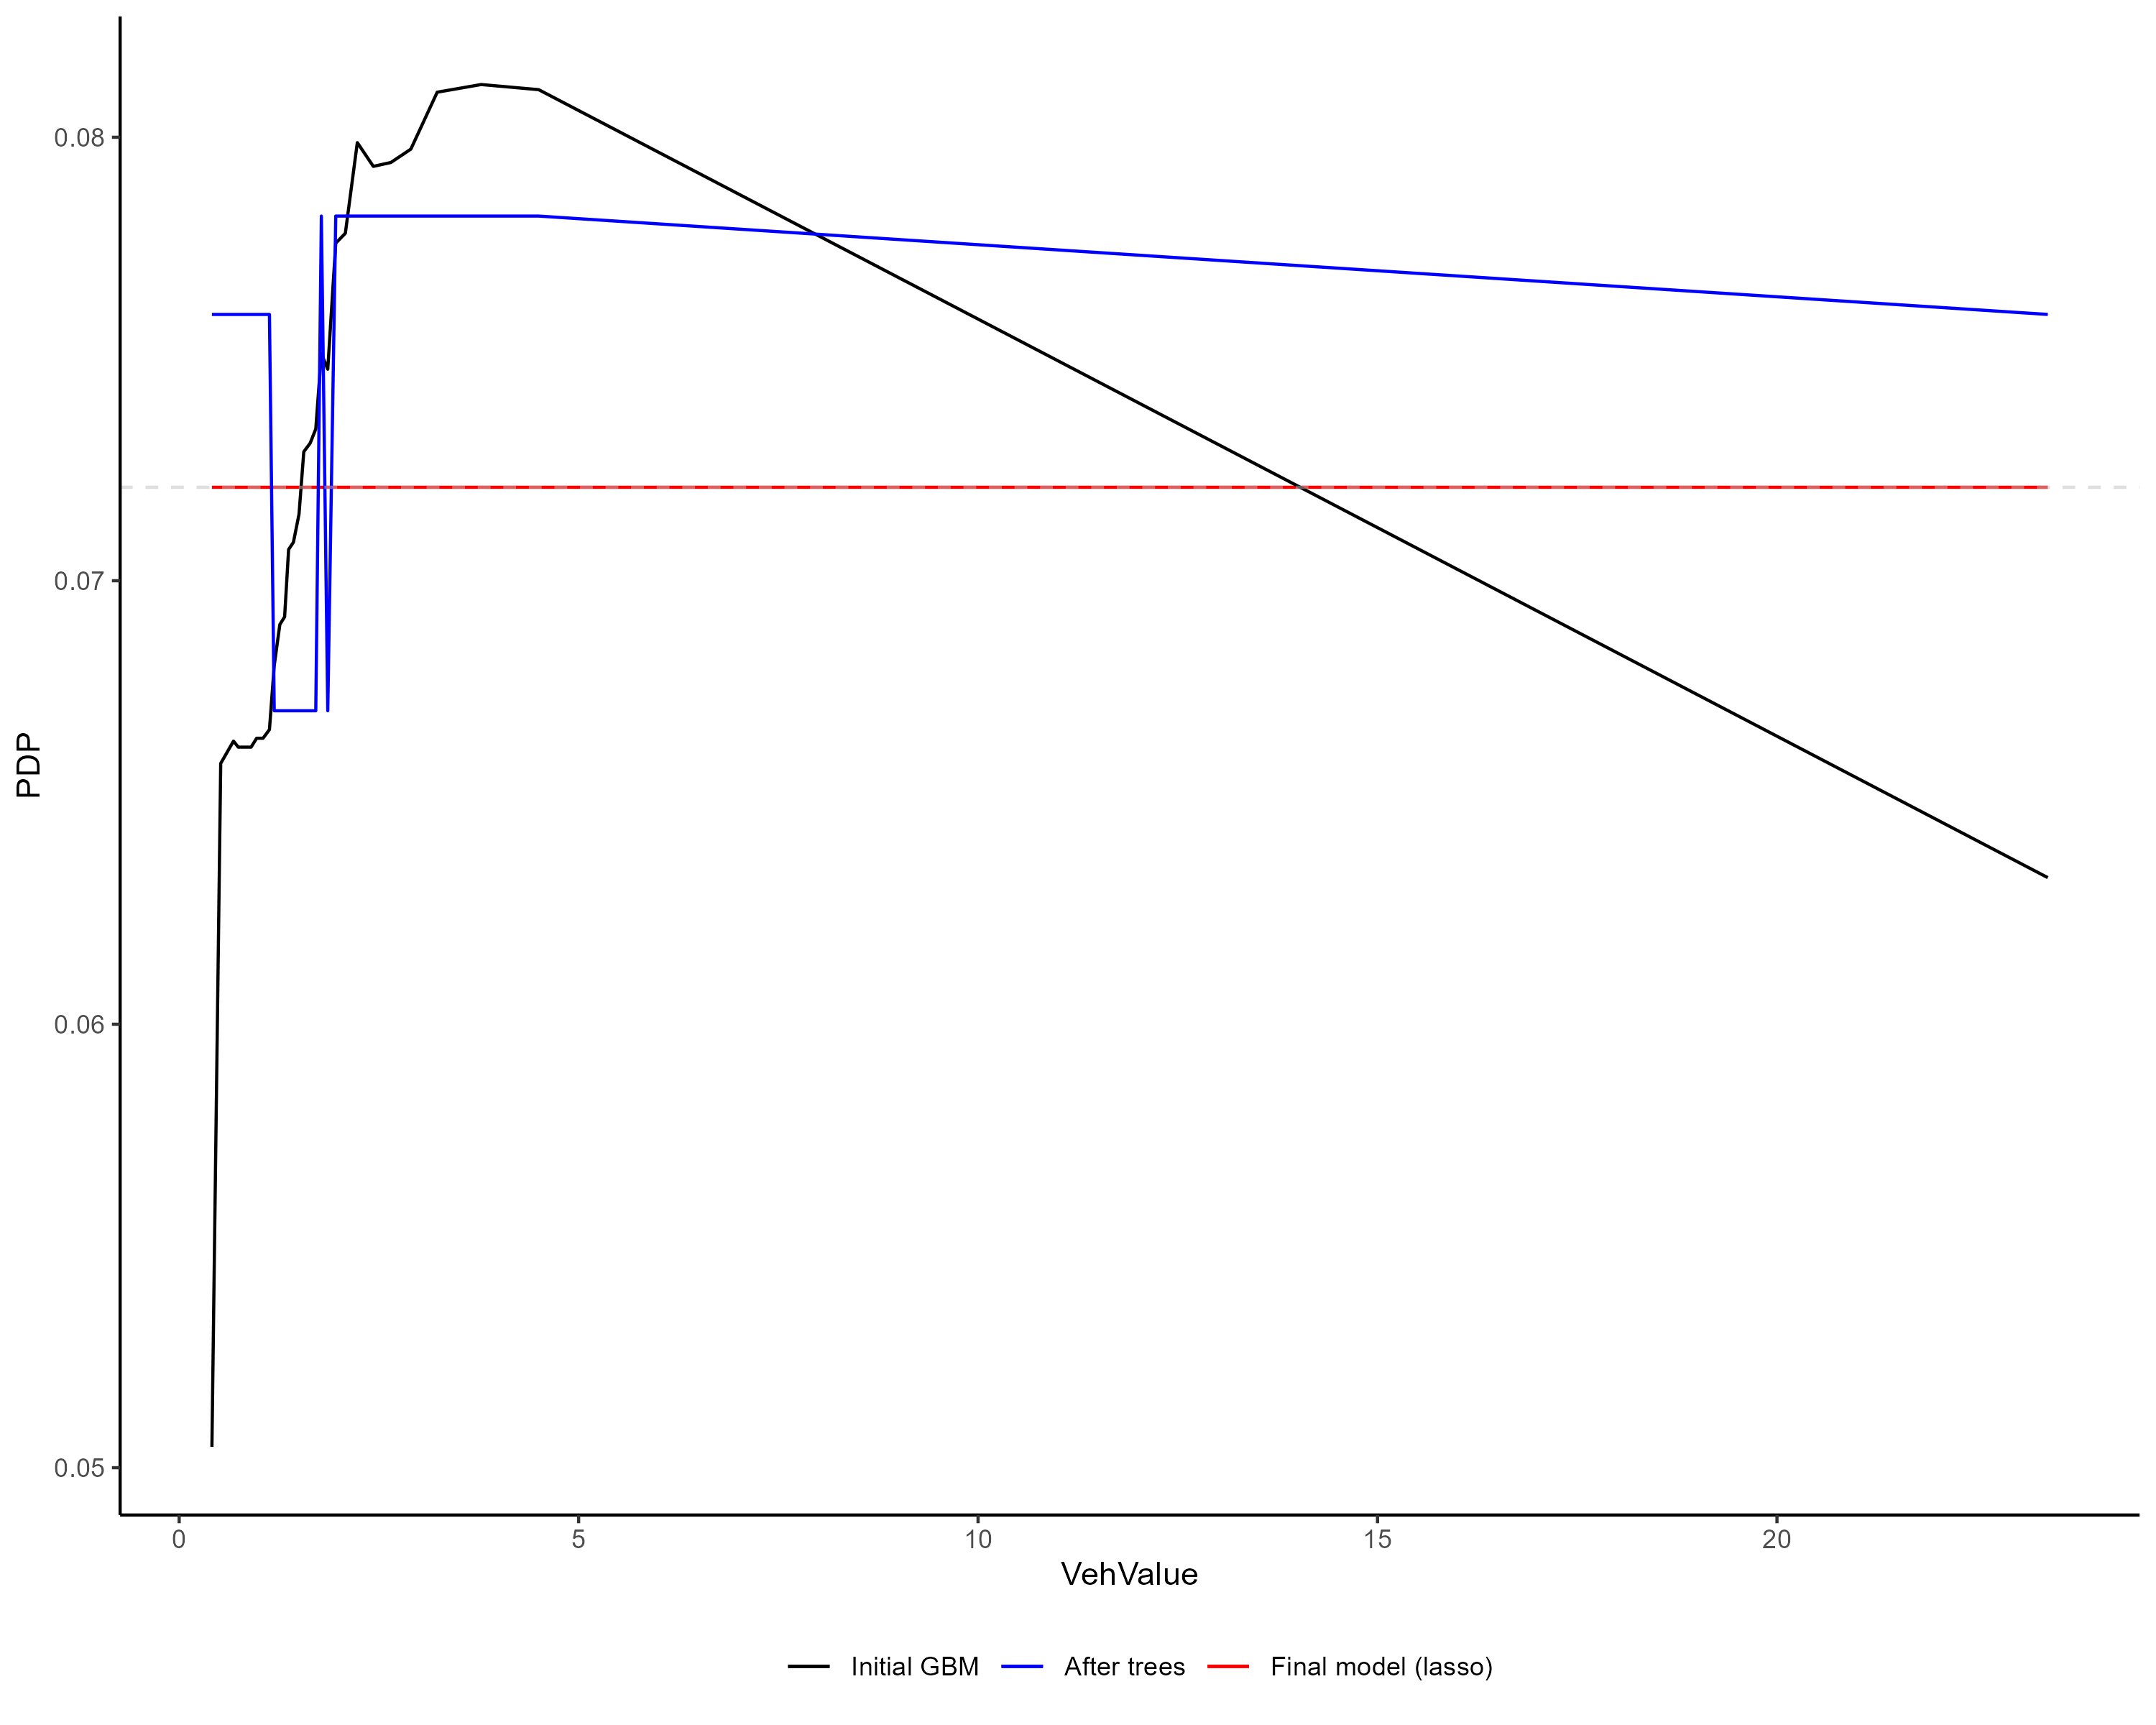 PDP
0.08
0.07
0.06
0.05
0 5 10 15 20
VehValue
Initial GBM After trees Final model (lasso)